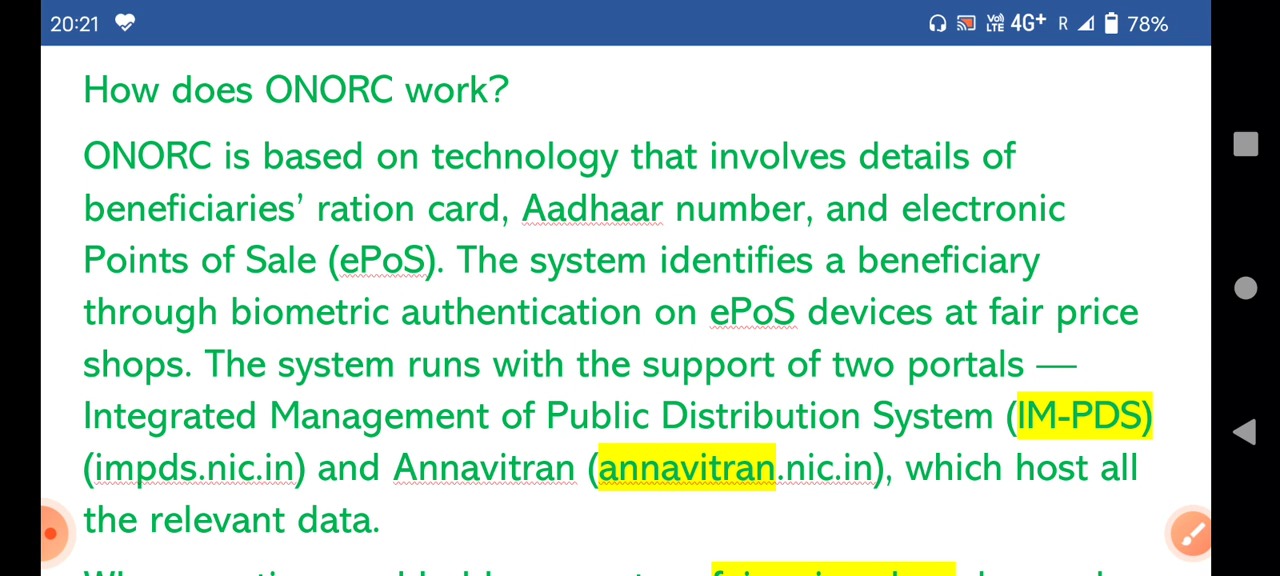 20:21 VoI) LTE 4G+ R 78%
How does ONORC work?
ONORC is based on technology that involves details of
beneficiaries’ ration card, Aadhaar number, and electronic
Points of Sale (ePoS). The system identifies a beneficiary
through biometric authentication on ePoS devices at fair price
shops. The system runs with the support of two portals —
Integrated Management of Public Distribution System (IM-PDS)
(impds.nic.in) and Annavitran (annavitran.nic.in), which host all
the relevant data.